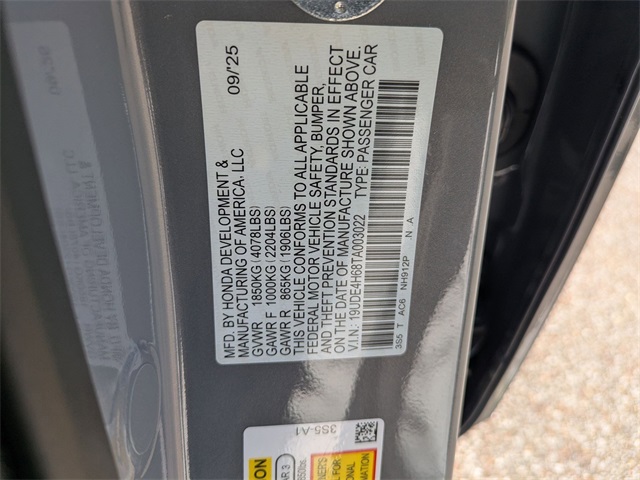 09/'25
MFD. BY HONDA DEVELOPMENT &
MANUFACTURING OF AMERICA, LLC
GVWR 1850KG(4078LBS)
GAWR F 1000KG(2204LBS)
GAWR R 865KG(1906LBS)
THIS VEHICLE CONFORMS TO ALL APPLICABLE
FEDERAL MOTOR VEHICLE SAFETY, BUMPER,
AND THEFT PREVENTION STANDARDS IN EFFECT
ON THE DATE OF MANUFACTURE SHOWN ABOVE.
V.I.N: 19UDE4H68TA003022 TYPE: PASSENGER CAR
3S5 T AC6 NH912P N A
3S5-A1